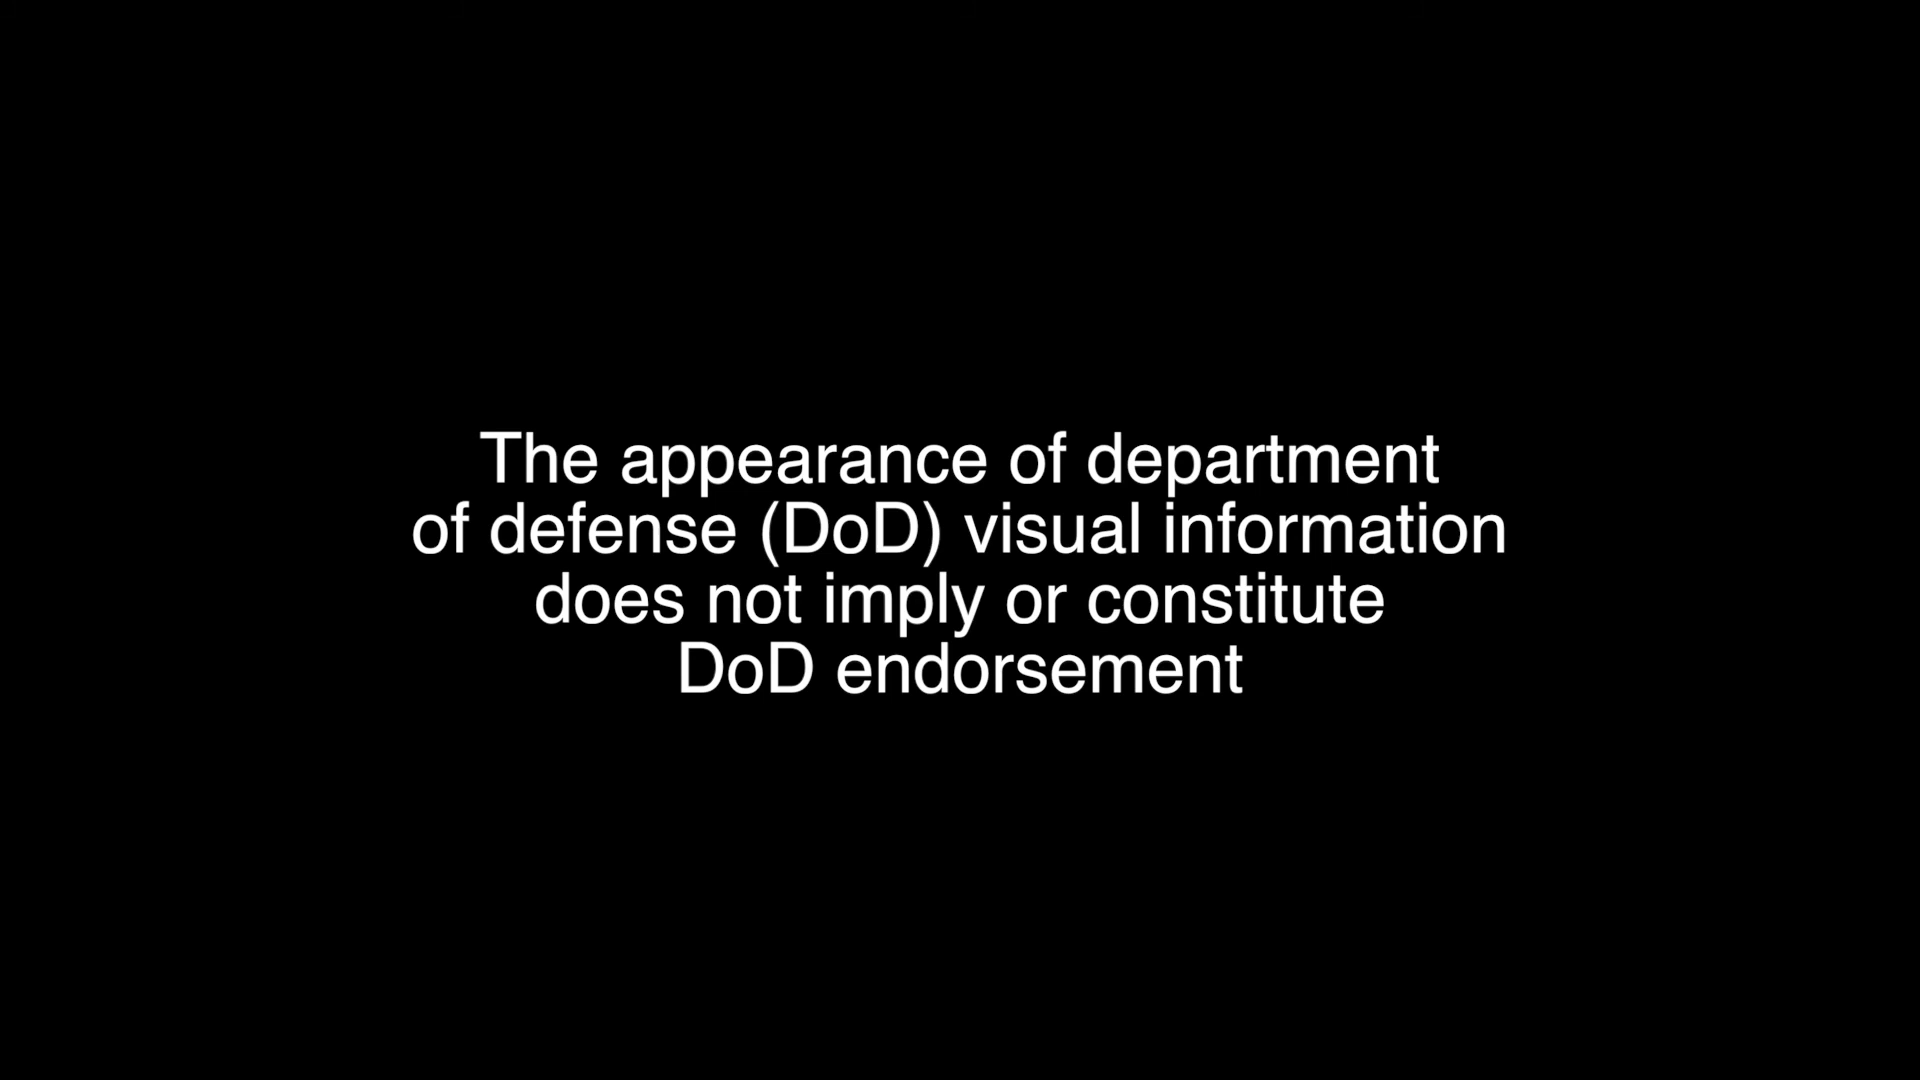 The appearance of department
of defense (DoD) visual information
does not imply or constitute
DoD endorsement